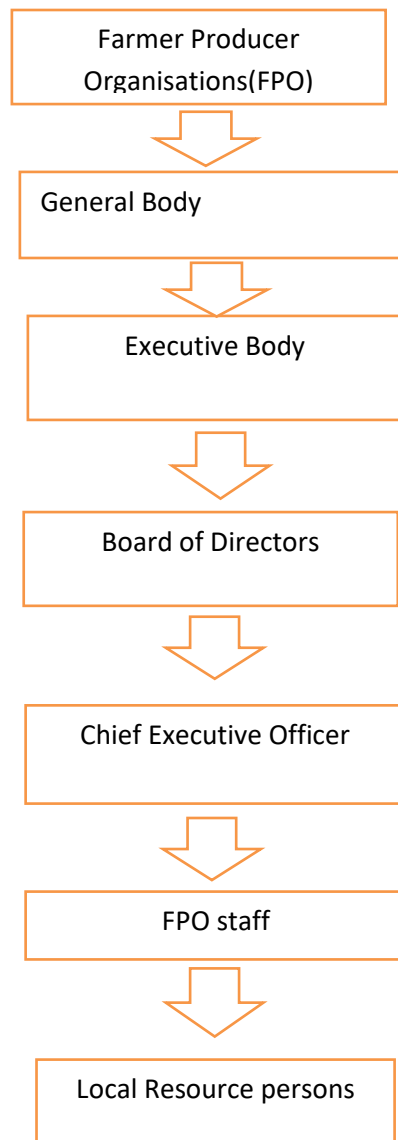 Farmer Producer
Organisations(FPO)
General Body
Executive Body
Board of Directors
Chief Executive Officer
FPO staff
Local Resource persons